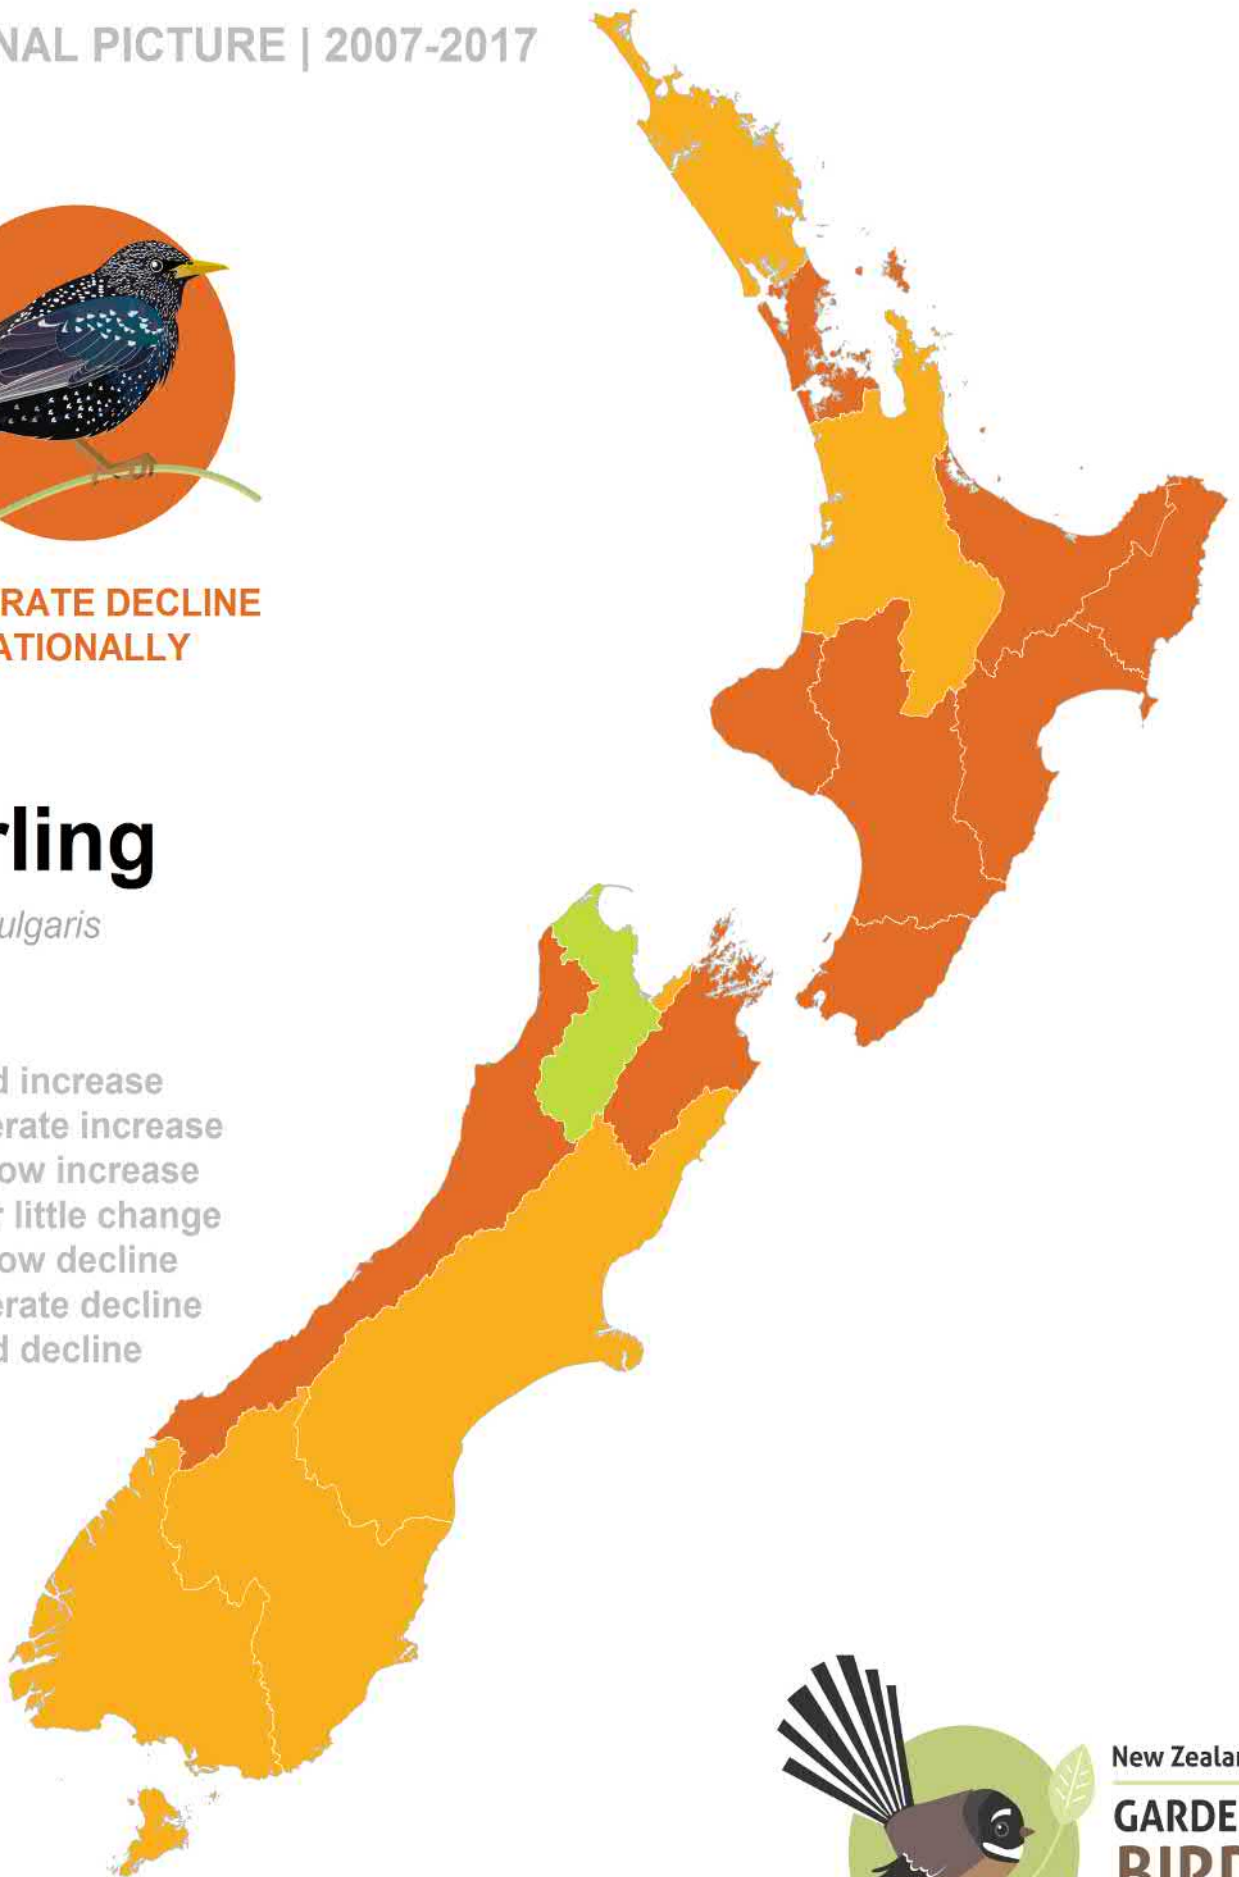 NAL PICTURE | 2007-2017
RATE DECLINE
ATIONALLY
rling
ulgaris
d increase
erate increase
ow increase
r little change
ow decline
erate decline
d decline
New Zealan
GARDE
BIRD